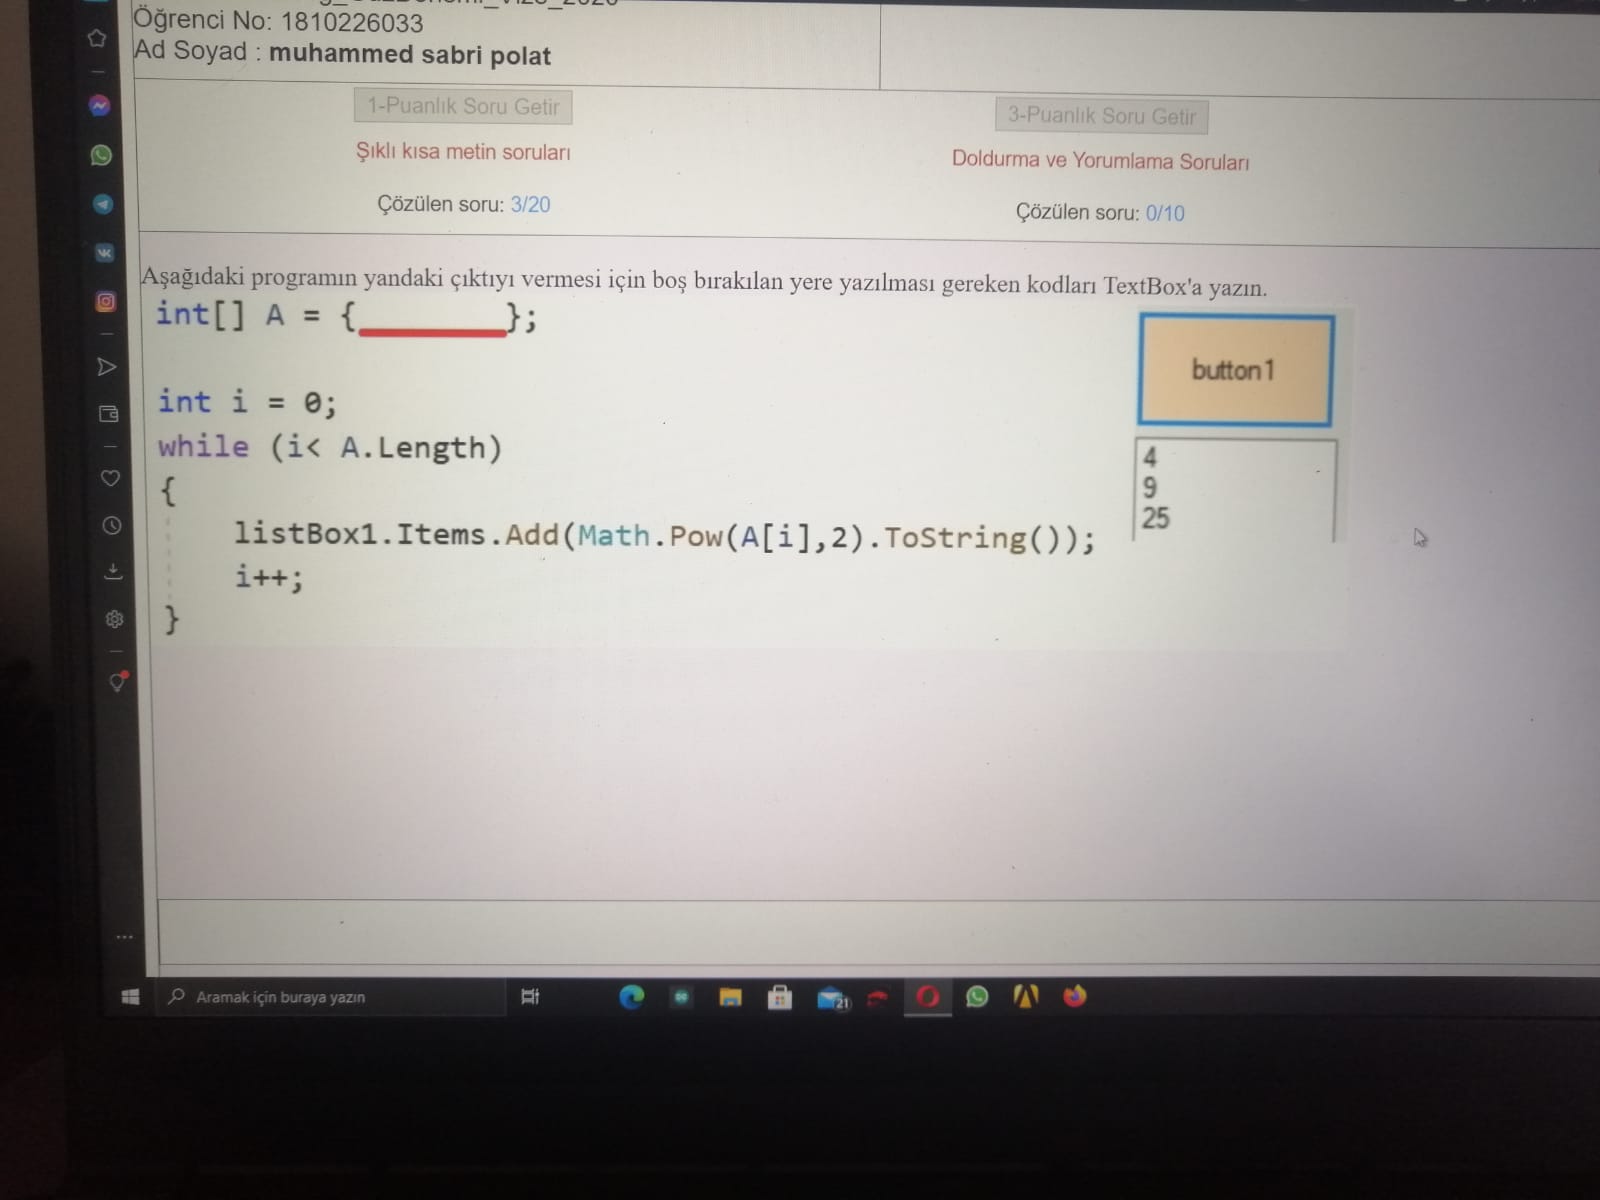 Öğrenci No: 1810226033
Ad Soyad : muhammed sabri polat
1-Puanlık Soru Getir
3-Puanlık Soru Getir
Şıklı kısa metin soruları
Doldurma ve Yorumlama Soruları
Çözülen soru: 3/20
Çözülen soru: 0/10
Aşağıdaki programın yandaki çıktıyı vermesi için boş bırakılan yere yazılması gereken kodları TextBox'a yazın.
int[] A = {________};
button1
int i = 0;
while (i< A.Length)
{
4
9
25
listBox1.Items.Add(Math.Pow(A[i],2).ToString());
i++;
}
Aramak için buraya yazın
21